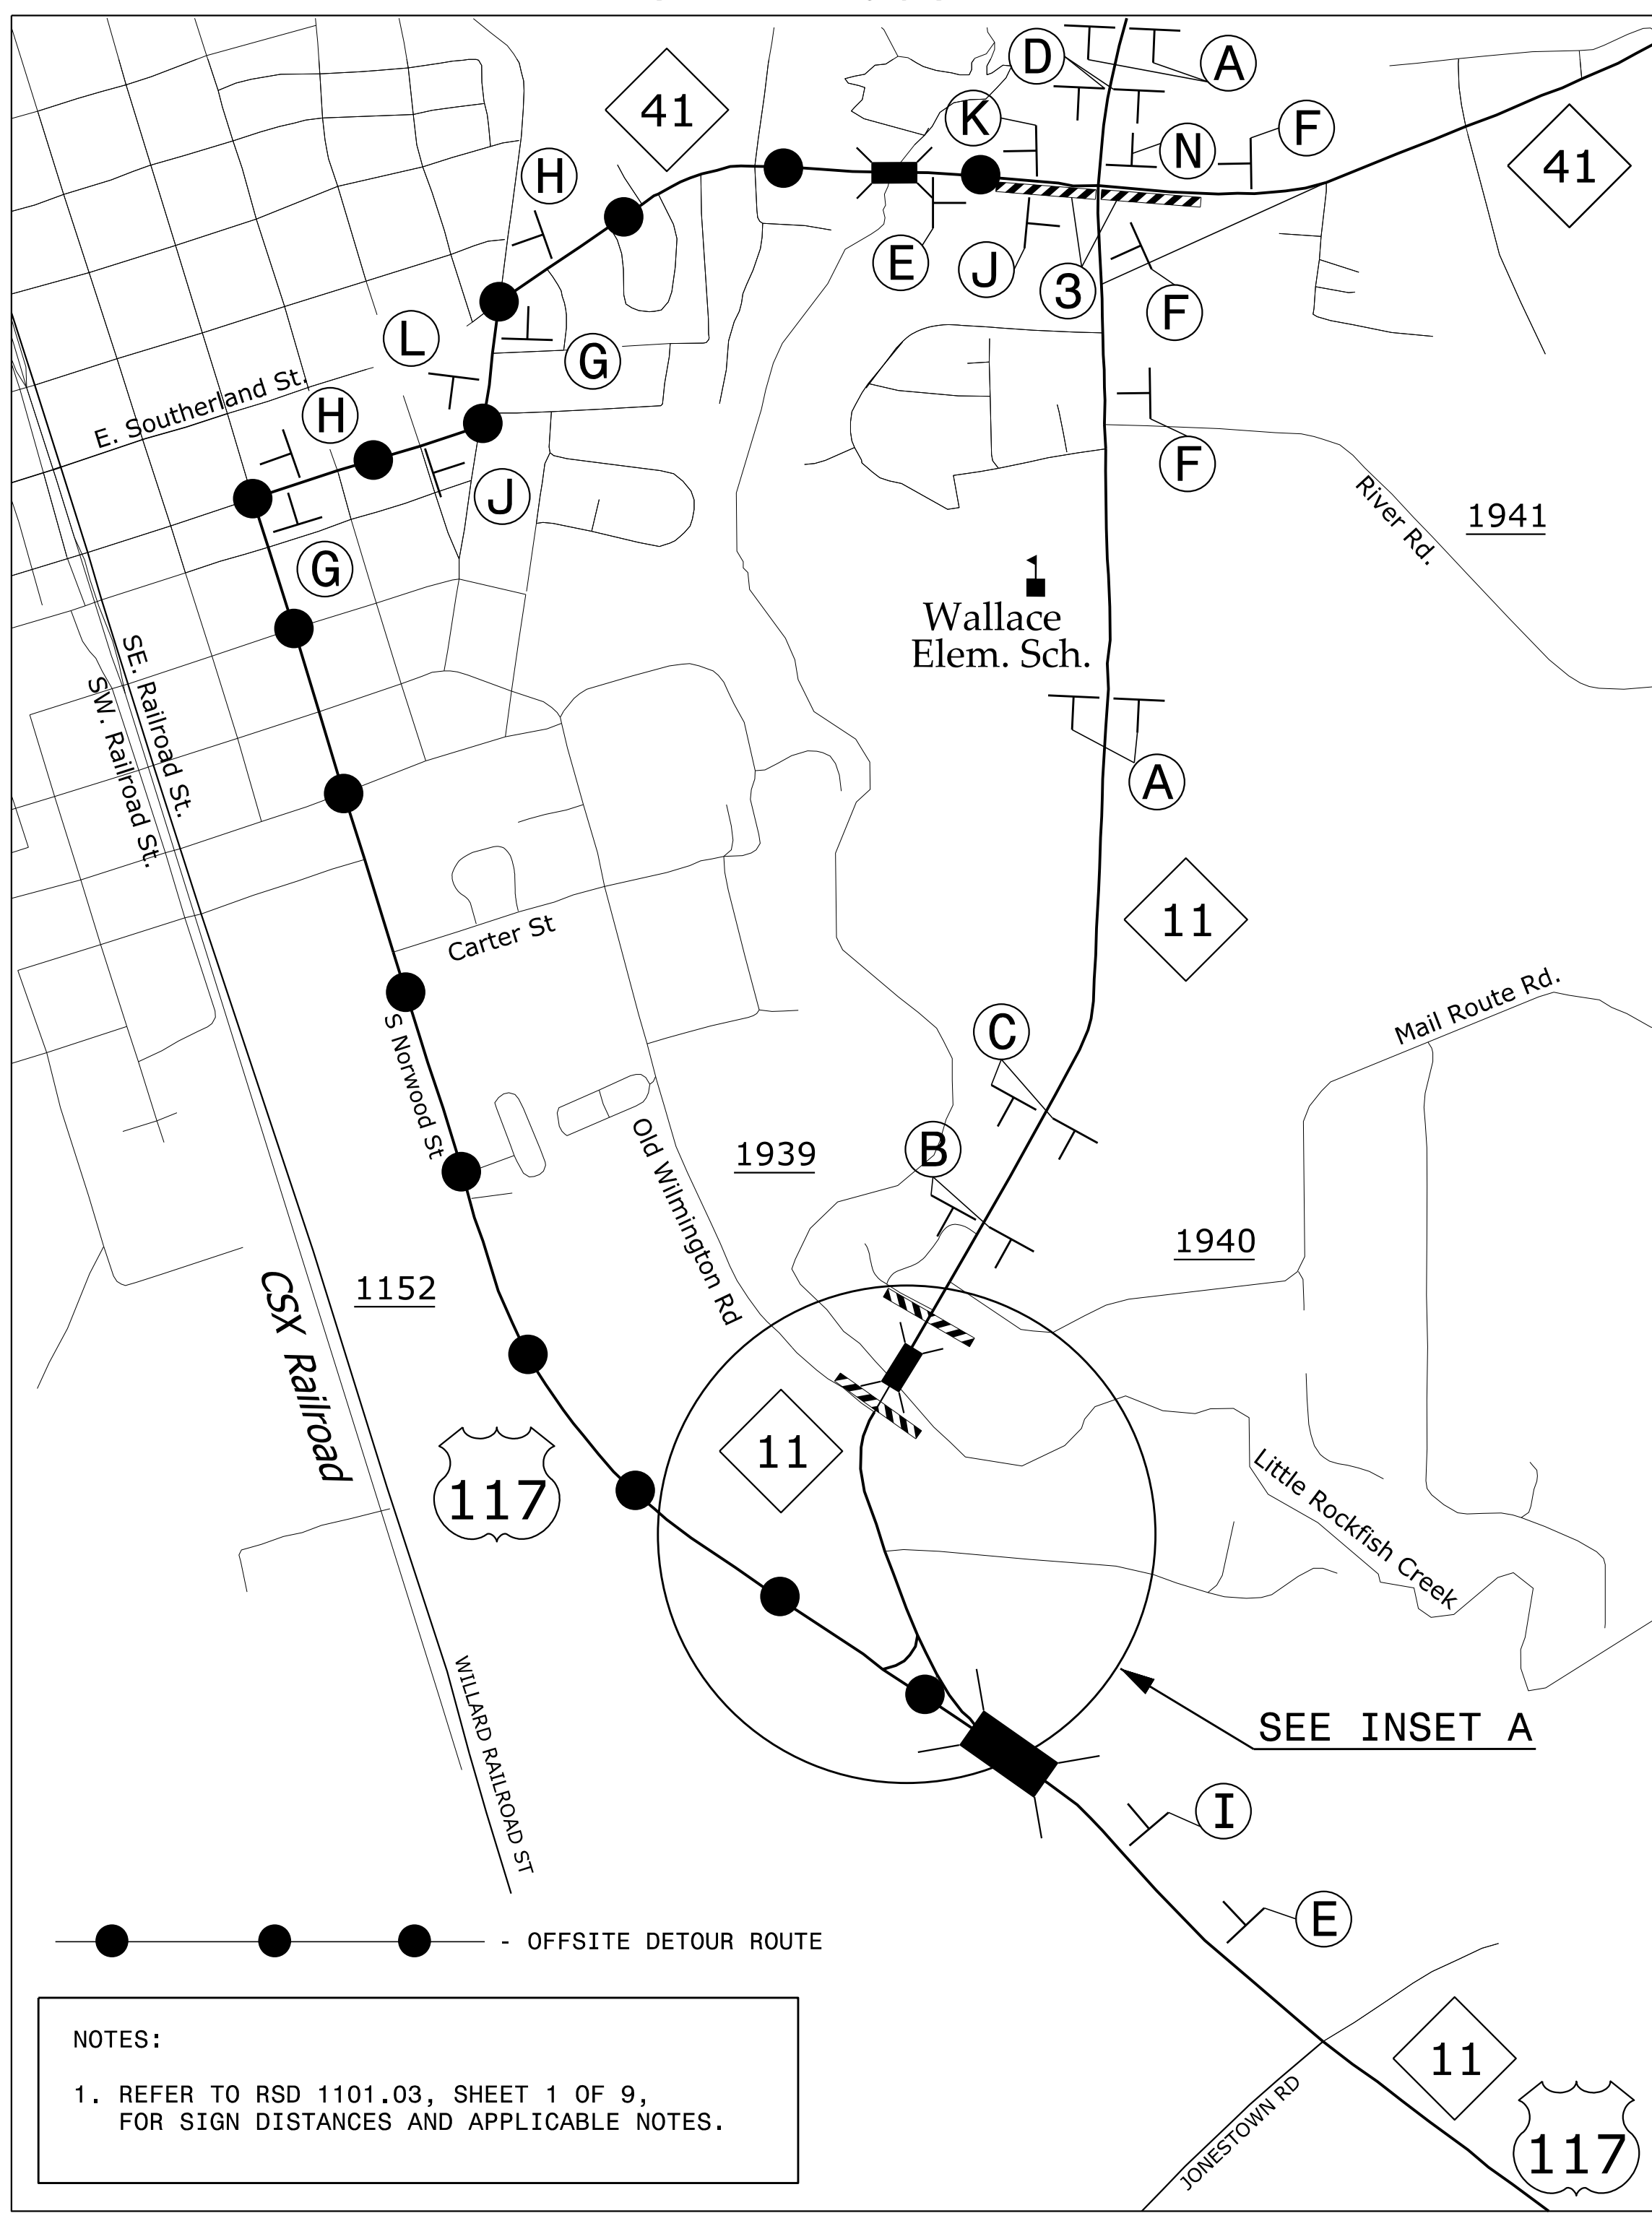 D
A
41
K
N
F
H
41
E
J
3
F
L
G
E. Southerland St.
H
F
J
River Rd.
1941
G
Wallace
Elem. Sch.
SE. Railroad St.
SW. Railroad St.
A
11
Carter St
Mail Route Rd.
C
S Norwood St
Old Wilmington Rd
1939
B
1940
1152
CSX Railroad
11
117
Little Rockfish Creek
WILLARD RAILROAD ST
SEE INSET A
I
E
- OFFSITE DETOUR ROUTE
NOTES:
1. REFER TO RSD 1101.03, SHEET 1 OF 9,
FOR SIGN DISTANCES AND APPLICABLE NOTES.
11
JONESTOWN RD
117